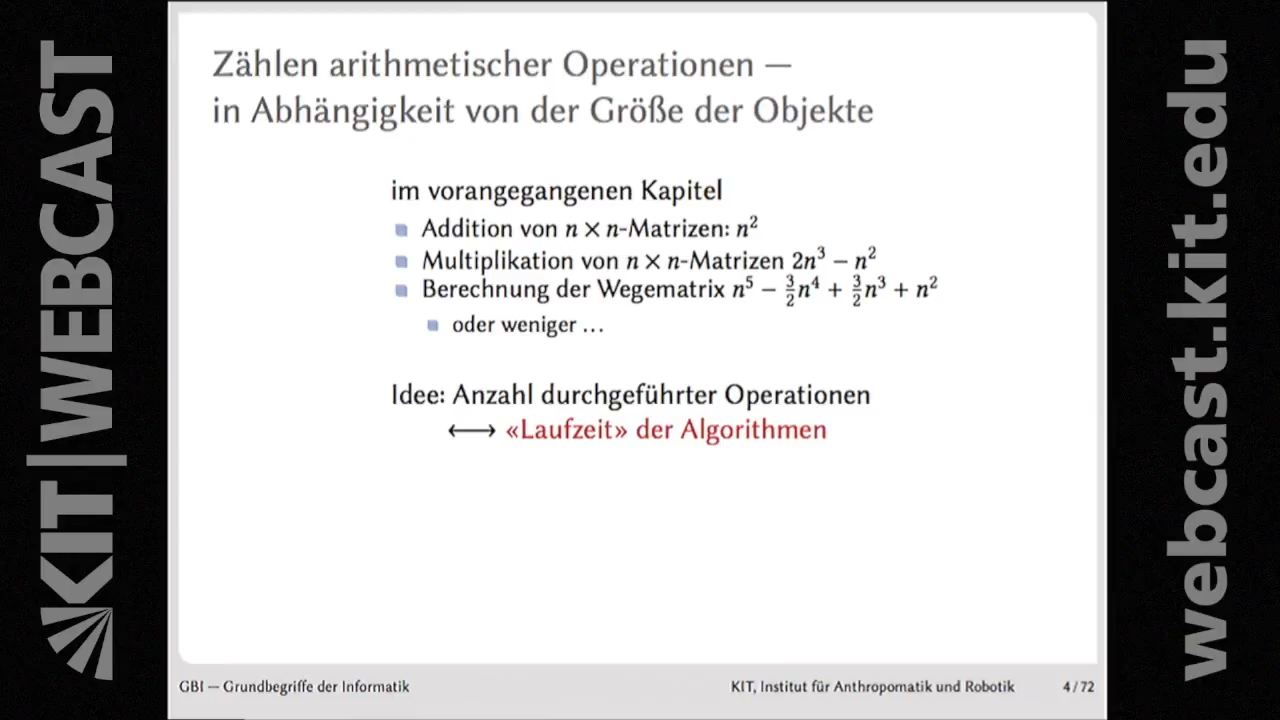 KIT|WEBCAST
Zählen arithmetischer Operationen —
in Abhängigkeit von der Größe der Objekte
im vorangegangenen Kapitel
Addition von n × n-Matrizen: n²
Multiplikation von n × n-Matrizen 2n³ − n²
Berechnung der Wegematrix n⁵ − 3/2n⁴ + 3/2n³ + n²
oder weniger …
Idee: Anzahl durchgeführter Operationen
⟷ «Laufzeit» der Algorithmen
GBI — Grundbegriffe der Informatik
KIT, Institut für Anthropomatik und Robotik
4 / 72
webcast.kit.edu